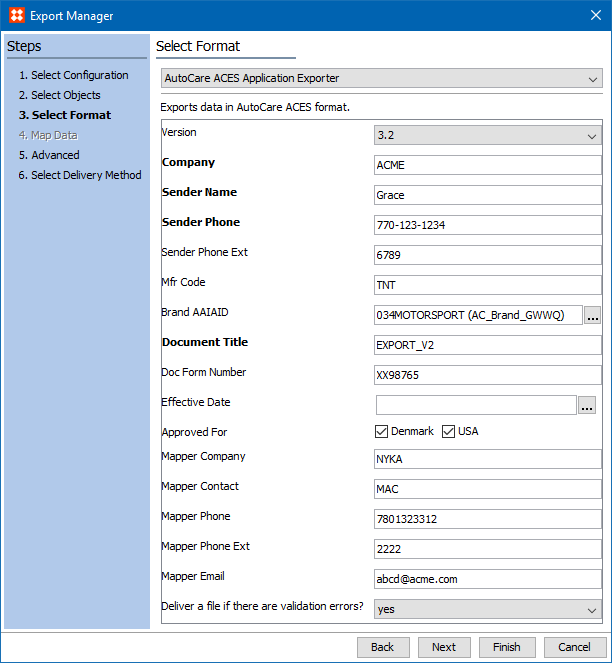 Export Manager
Steps
1. Select Configuration
2. Select Objects
3. Select Format
4. Map Data
5. Advanced
6. Select Delivery Method
Select Format
AutoCare ACES Application Exporter
Exports data in AutoCare ACES format.
Version 3.2
Company ACME
Sender Name Grace
Sender Phone 770-123-1234
Sender Phone Ext 6789
Mfr Code TNT
Brand AAIAID 034MOTORSPORT (AC_Brand_GWWQ) ...
Document Title EXPORT_V2
Doc Form Number XX98765
Effective Date ...
Approved For Denmark USA
Mapper Company NYKA
Mapper Contact MAC
Mapper Phone 7801323312
Mapper Phone Ext 2222
Mapper Email abcd@acme.com
Deliver a file if there are validation errors? yes
Back Next Finish Cancel